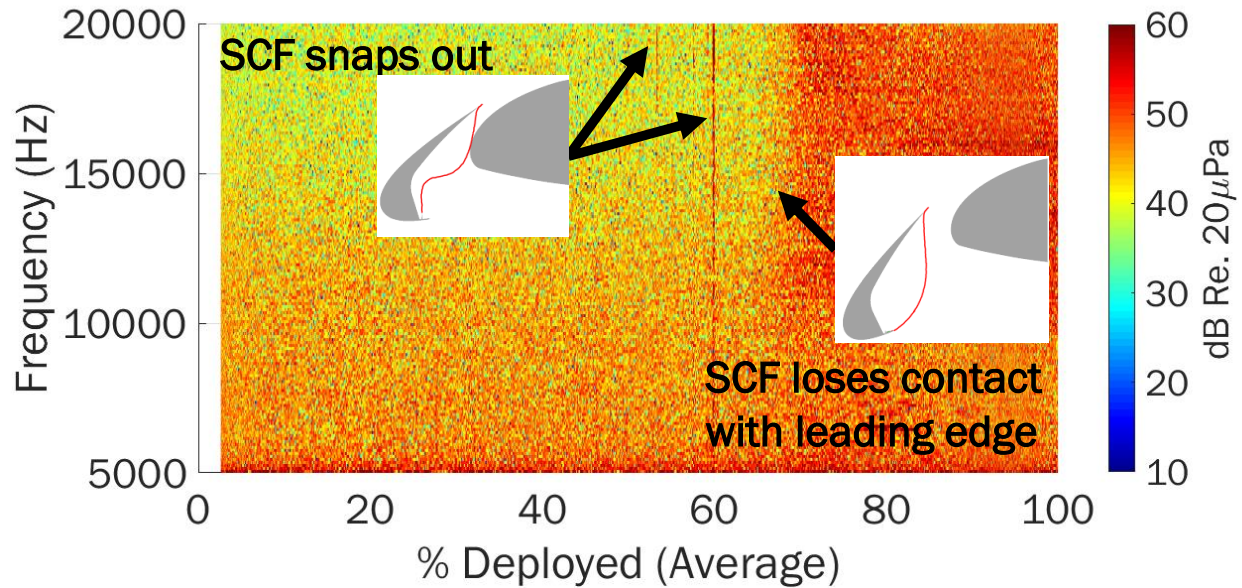 20000
15000
10000
5000
Frequency (Hz)
SCF snaps out
SCF loses contact
with leading edge
0
20
40
60
80
100
% Deployed (Average)
60
50
40
30
20
10
dB Re. 20μPa